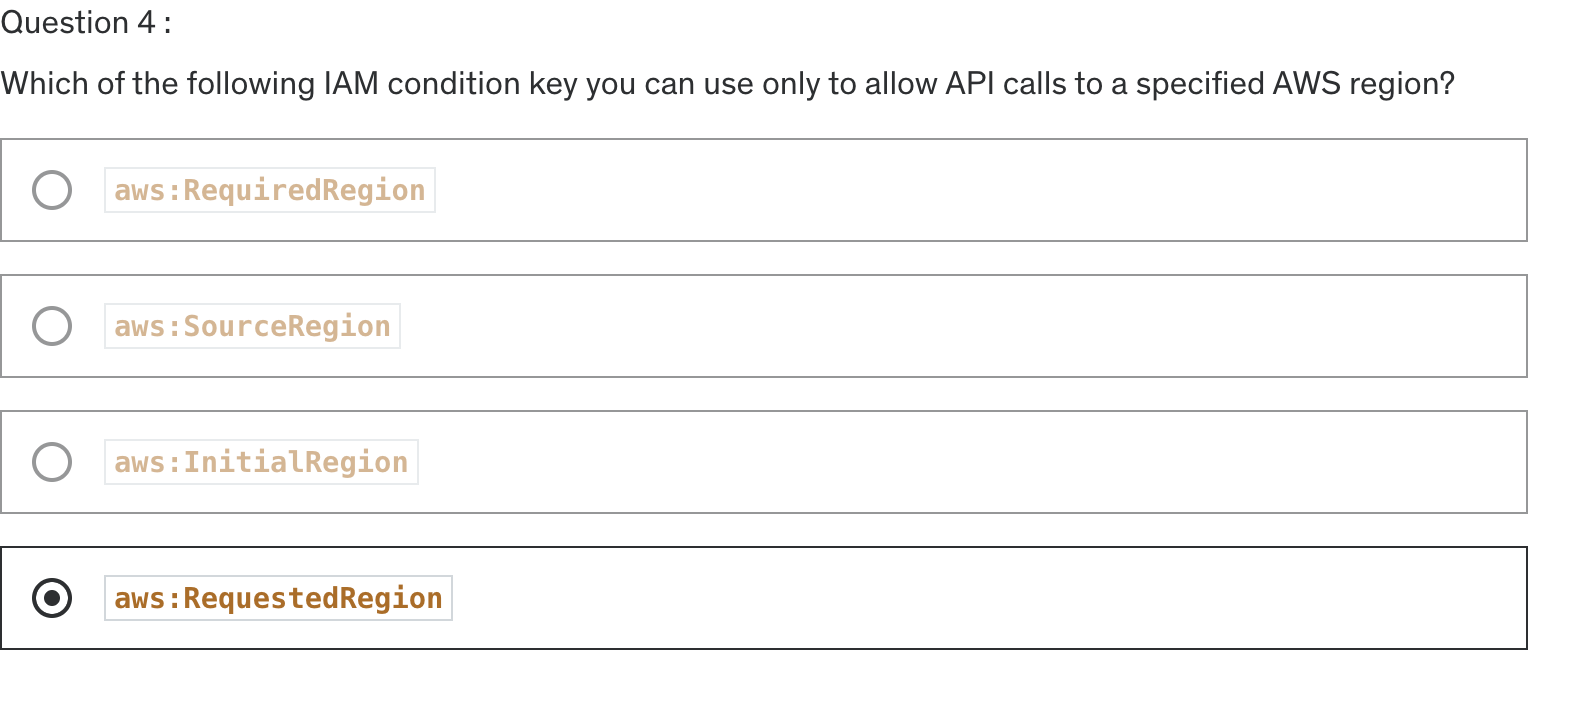 Question 4 :
Which of the following IAM condition key you can use only to allow API calls to a specified AWS region?
aws:RequiredRegion
aws:SourceRegion
aws:InitialRegion
aws:RequestedRegion